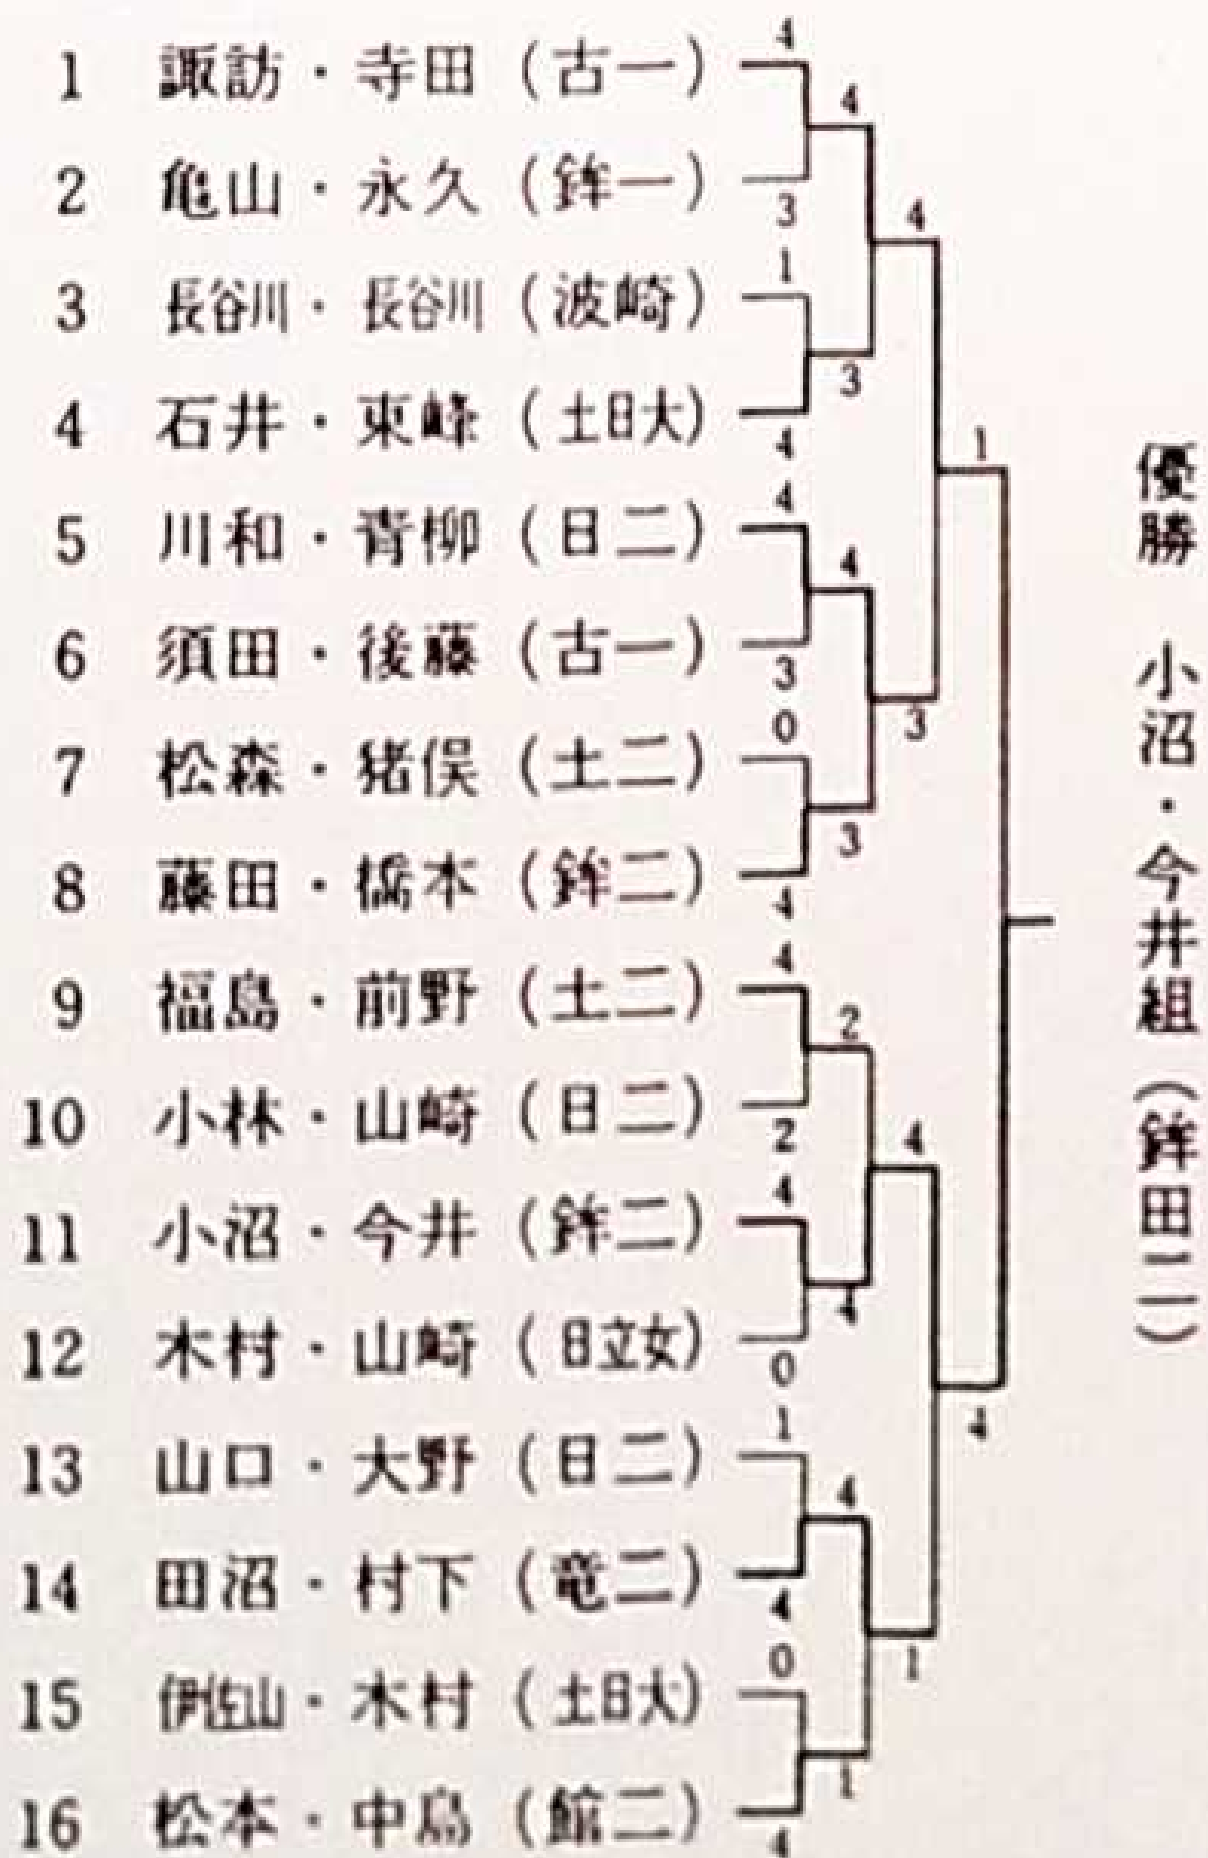 1 諏訪・寺田（古一） 4
4
2 亀山・永久（鉾一） 3
4
3 長谷川・長谷川（波崎） 1
3
4 石井・東峰（土日大） 4
1
5 川和・青柳（日二） 4
4
6 須田・後藤（古一） 3
3
7 松森・猪俣（土二） 0
3
8 藤田・橋本（鉾二） 4
9 福島・前野（土二） 4
2
10 小林・山崎（日二） 2
4
11 小沼・今井（鉾二） 4
4
12 木村・山崎（日立女） 0
4
13 山口・大野（日二） 1
4
14 田沼・村下（竜二） 4
1
15 伊佐山・木村（土日大） 0
1
16 松本・中島（館二） 4
優勝 小沼・今井組（鉾田二）